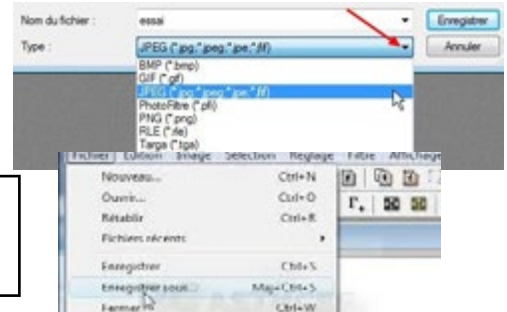 Nom du fichier : essai Enregistrer
Type : JPEG (*.jpg;*.jpeg;*.jpe;*.jfif) Annuler
BMP (*.bmp)
GIF (*.gif)
JPEG (*.jpg;*.jpeg;*.jpe;*.jfif)
PhotoFiltre (*.pfi)
PNG (*.png)
RLE (*.rle)
Targa (*.tga)
Fichier Edition Image Sélection Réglage Filtre Affichage
Nouveau... Ctrl+N
Ouvrir... Ctrl+O
Rétablir Ctrl+R
Fichiers récents
Enregistrer Ctrl+S
Enregistrer sous... Maj+Ctrl+S
Fermer Ctrl+W